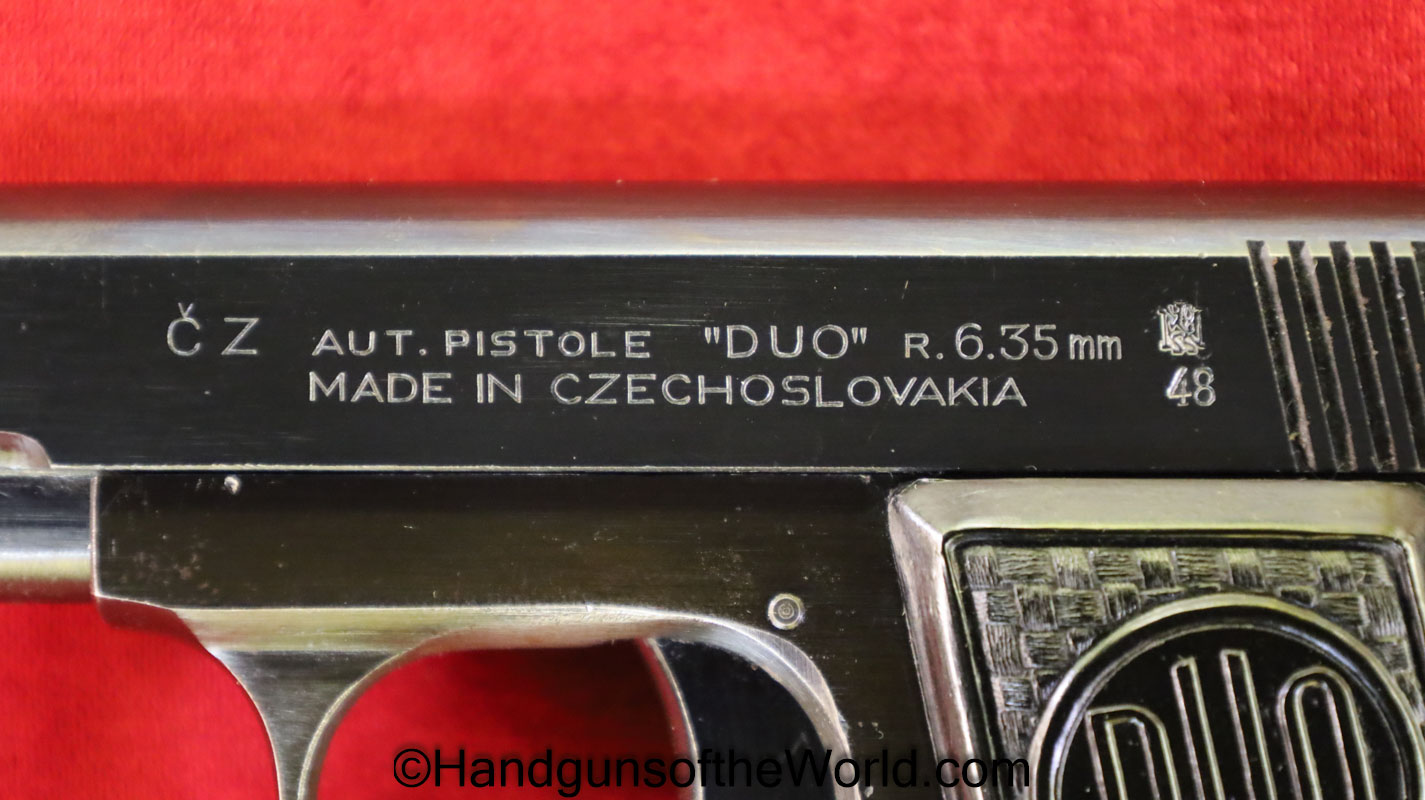 ČZ AUT. PISTOLE "DUO" R. 6.35 mm
MADE IN CZECHOSLOVAKIA 48
DUO
©HandgunsoftheWorld.com